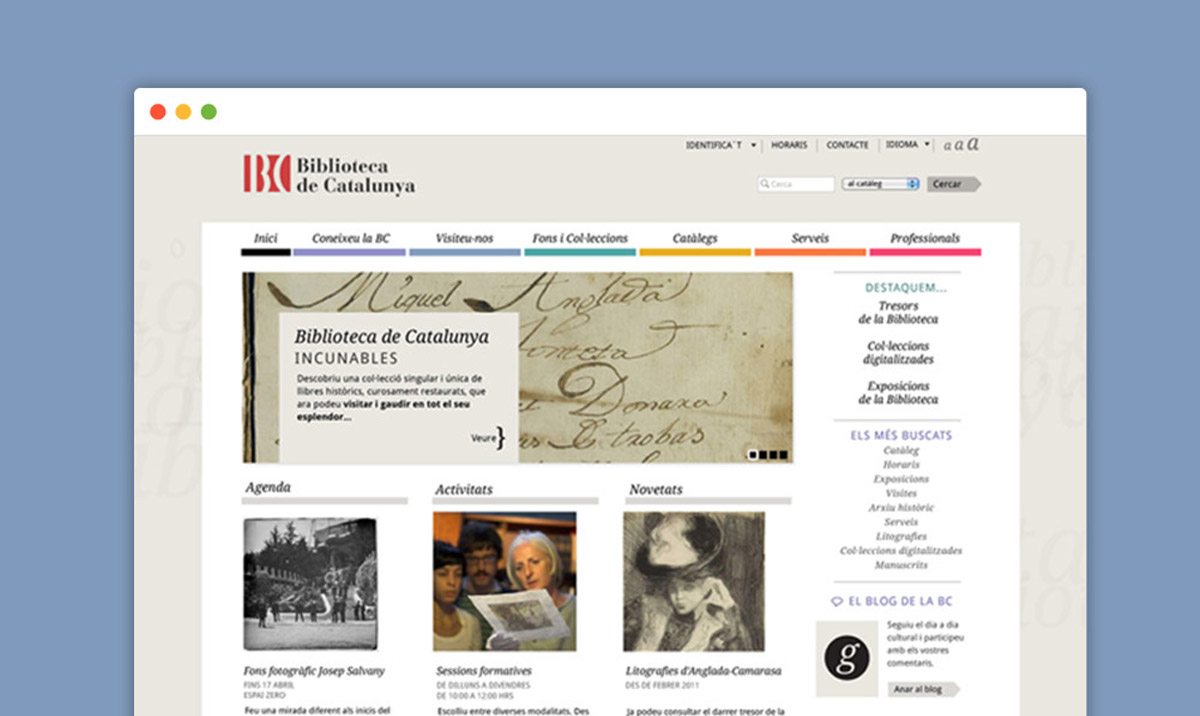 IDENTIFICA´T
HORARIS
CONTACTE
IDIOMA
a a a
BC
Biblioteca
de Catalunya
Cerca
al catàleg
Cercar
Inici
Coneixeu la BC
Visiteu-nos
Fons i Col·leccions
Catàlegs
Serveis
Professionals
Miquel Anglada
Biblioteca de Catalunya
INCUNABLES
Descobriu una col·lecció singular i única de
llibres històrics, curosament restaurats, que
ara podeu visitar i gaudir en tot el seu
esplendor...
Veure}
Donaxa
DESTAQUEM...
Tresors
de la Biblioteca
Col·leccions
digitalitzades
Exposicions
de la Biblioteca
ELS MÉS BUSCATS
Catàleg
Horaris
Exposicions
Visites
Arxiu històric
Serveis
Litografies
Col·leccions digitalitzades
Manuscrits
EL BLOG DE LA BC
g
Seguiu el dia a dia
cultural i participeu
amb els vostres
comentaris.
Anar al blog
Agenda
Fons fotogràfic Josep Salvany
FINS 17 ABRIL
ESPAI ZERO
Feu una mirada diferent als inicis del
Activitats
Sessions formatives
DE DILLUNS A DIVENDRES
DE 10:00 A 12:00 HRS
Escolliu entre diverses modalitats. Des
Novetats
Litografies d'Anglada-Camarasa
DES DE FEBRER 2011
Ja podeu consultar el darrer tresor de la